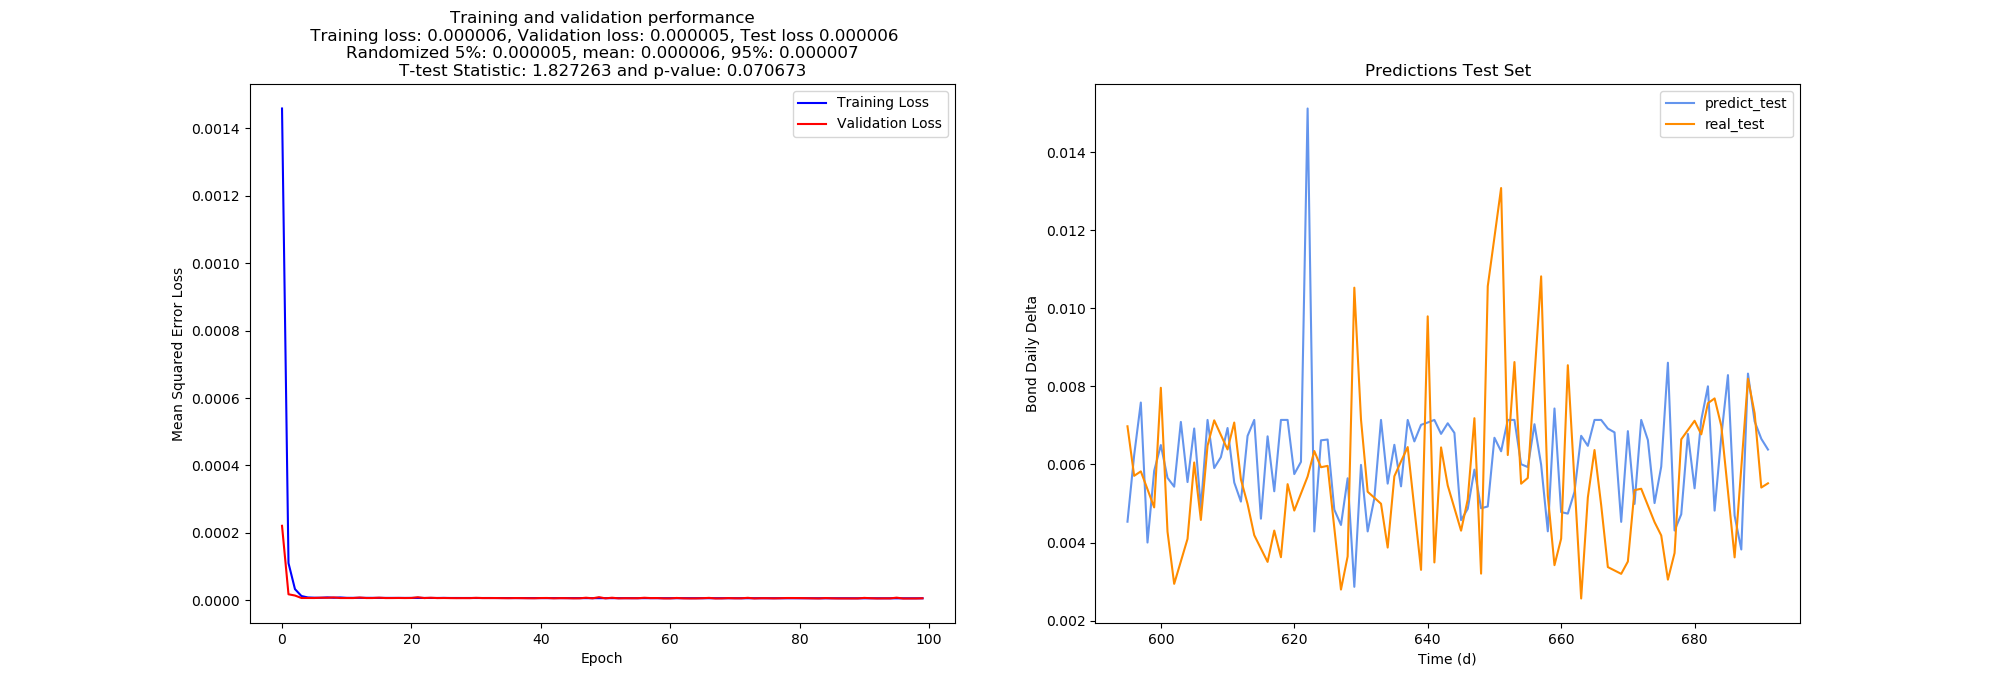 Training and validation performance
Training loss: 0.000006, Validation loss: 0.000005, Test loss 0.000006
Randomized 5%: 0.000005, mean: 0.000006, 95%: 0.000007
T-test Statistic: 1.827263 and p-value: 0.070673
Training Loss
Validation Loss
0.0014
0.0012
0.0010
0.0008
0.0006
0.0004
0.0002
0.0000
Mean Squared Error Loss
0 20 40 60 80 100
Epoch
Predictions Test Set
predict_test
real_test
0.014
0.012
0.010
0.008
0.006
0.004
0.002
Bond Daily Delta
600 620 640 660 680
Time (d)